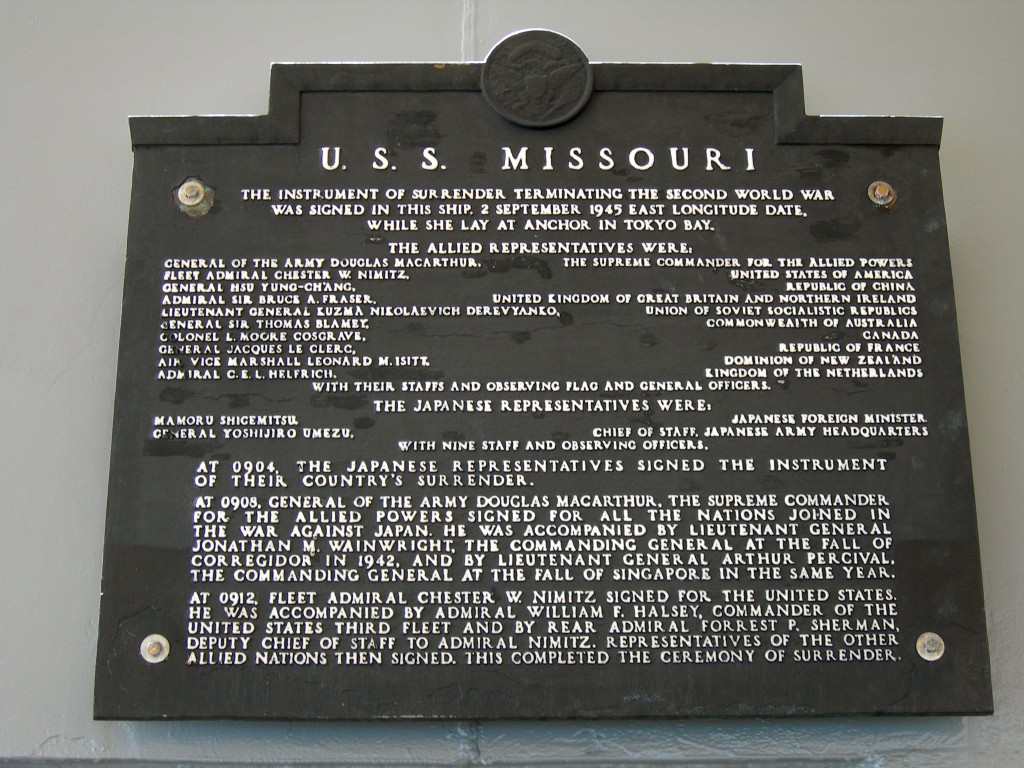 U. S. S. MISSOURI
THE INSTRUMENT OF SURRENDER TERMINATING THE SECOND WORLD WAR
WAS SIGNED IN THIS SHIP. 2 SEPTEMBER 1945 EAST LONGITUDE DATE,
WHILE SHE LAY AT ANCHOR IN TOKYO BAY.
THE ALLIED REPRESENTATIVES WERE:
GENERAL OF THE ARMY DOUGLAS MACARTHUR, THE SUPREME COMMANDER FOR THE ALLIED POWERS
FLEET ADMIRAL CHESTER W. NIMITZ, UNITED STATES OF AMERICA
GENERAL HSU YUNG-CH'ANG, REPUBLIC OF CHINA
ADMIRAL SIR BRUCE A. FRASER, UNITED KINGDOM OF GREAT BRITAIN AND NORTHERN IRELAND
LIEUTENANT GENERAL KUZMA NIKOLAEVICH DEREVYANKO, UNION OF SOVIET SOCIALISTIC REPUBLICS
GENERAL SIR THOMAS BLAMEY, COMMONWEALTH OF AUSTRALIA
COLONEL L. MOORE COSGRAVE, CANADA
GENERAL JACQUES LE CLERC, REPUBLIC OF FRANCE
AIR VICE MARSHALL LEONARD M. ISITT, DOMINION OF NEW ZEALAND
ADMIRAL C. E. L. HELFRICH, KINGDOM OF THE NETHERLANDS
WITH THEIR STAFFS AND OBSERVING FLAG AND GENERAL OFFICERS.
THE JAPANESE REPRESENTATIVES WERE:
MAMORU SHIGEMITSU, JAPANESE FOREIGN MINISTER
GENERAL YOSHIJIRO UMEZU, CHIEF OF STAFF, JAPANESE ARMY HEADQUARTERS
WITH NINE STAFF AND OBSERVING OFFICERS.
AT 0904, THE JAPANESE REPRESENTATIVES SIGNED THE INSTRUMENT
OF THEIR COUNTRY'S SURRENDER.
AT 0908, GENERAL OF THE ARMY DOUGLAS MACARTHUR, THE SUPREME COMMANDER
FOR THE ALLIED POWERS SIGNED FOR ALL THE NATIONS JOINED IN
THE WAR AGAINST JAPAN. HE WAS ACCOMPANIED BY LIEUTENANT GENERAL
JONATHAN M. WAINWRIGHT, THE COMMANDING GENERAL AT THE FALL OF
CORREGIDOR IN 1942, AND BY LIEUTENANT GENERAL ARTHUR PERCIVAL,
THE COMMANDING GENERAL AT THE FALL OF SINGAPORE IN THE SAME YEAR.
AT 0912, FLEET ADMIRAL CHESTER W. NIMITZ SIGNED FOR THE UNITED STATES.
HE WAS ACCOMPANIED BY ADMIRAL WILLIAM F. HALSEY, COMMANDER OF THE
UNITED STATES THIRD FLEET AND BY REAR ADMIRAL FORREST P. SHERMAN,
DEPUTY CHIEF OF STAFF TO ADMIRAL NIMITZ. REPRESENTATIVES OF THE OTHER
ALLIED NATIONS THEN SIGNED. THIS COMPLETED THE CEREMONY OF SURRENDER.